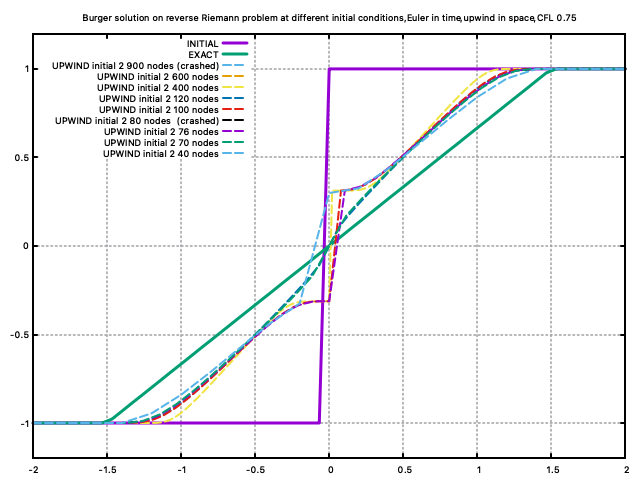 Burger solution on reverse Riemann problem at different initial conditions,Euler in time,upwind in space,CFL 0.75
INITIAL
EXACT
UPWIND initial 2 900 nodes (crashed)
UPWIND initial 2 600 nodes
UPWIND initial 2 400 nodes
UPWIND initial 2 120 nodes
UPWIND initial 2 100 nodes
UPWIND initial 2 80 nodes  (crashed)
UPWIND initial 2 76 nodes
UPWIND initial 2 70 nodes
UPWIND initial 2 40 nodes
1
0.5
0
-0.5
-1
-2 -1.5 -1 -0.5 0 0.5 1 1.5 2